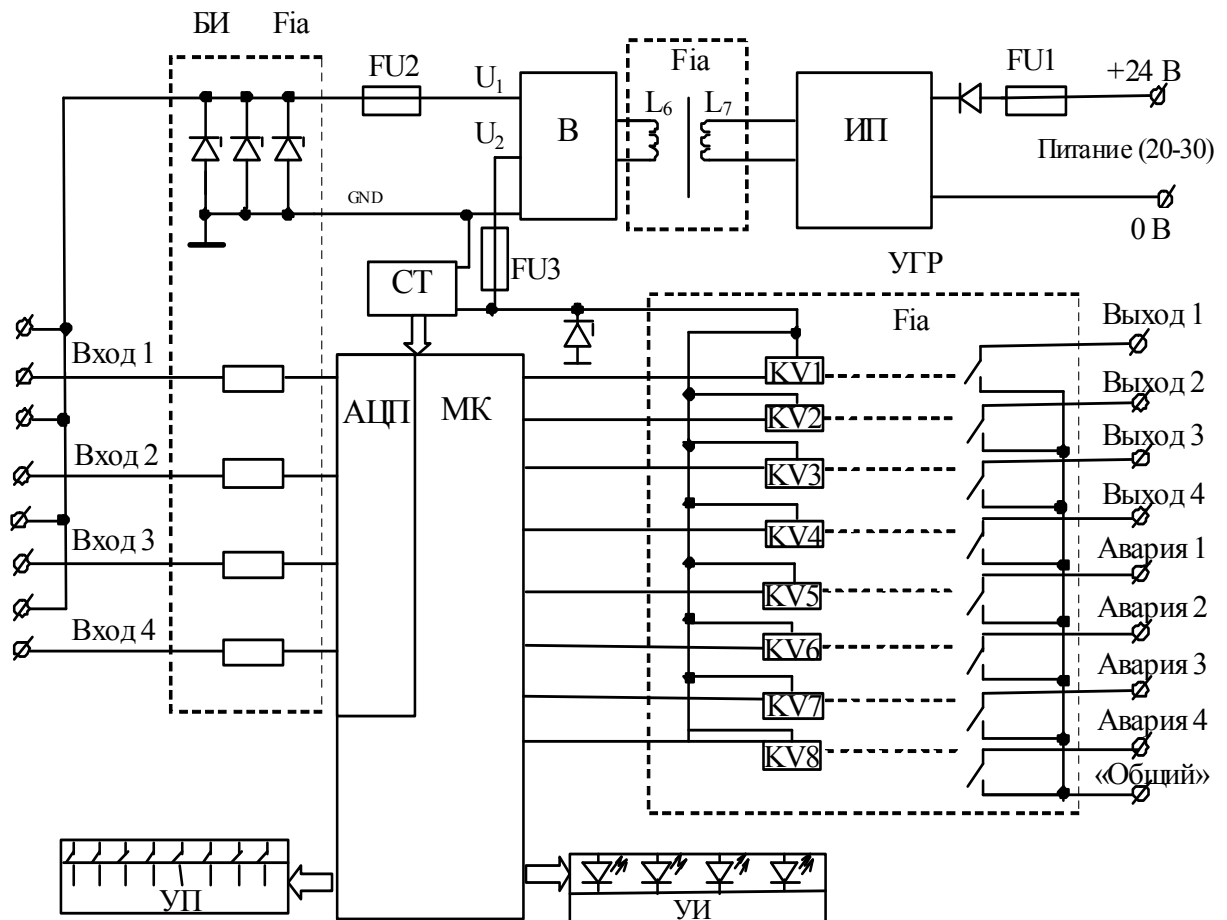 БИ Fia
FU2
U1
U2
GND
В
Fia
L6 L7
ИП
FU1
+24 В
Питание (20-30)
0 В
СТ
FU3
УГР
Fia
Вход 1
Вход 2
Вход 3
Вход 4
АЦП
МК
KV1
KV2
KV3
KV4
KV5
KV6
KV7
KV8
Выход 1
Выход 2
Выход 3
Выход 4
Авария 1
Авария 2
Авария 3
Авария 4
«Общий»
УП
УИ